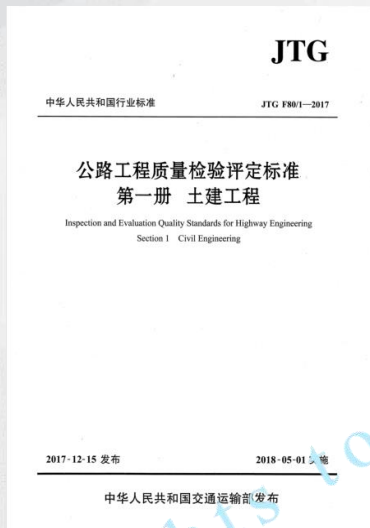 JTG
中华人民共和国行业标准 JTG F80/1—2017
公路工程质量检验评定标准
第一册 土建工程
Inspection and Evaluation Quality Standards for Highway Engineering
Section 1 Civil Engineering
2017-12-15 发布 2018-05-01 实施
中华人民共和国交通运输部发布
hts to